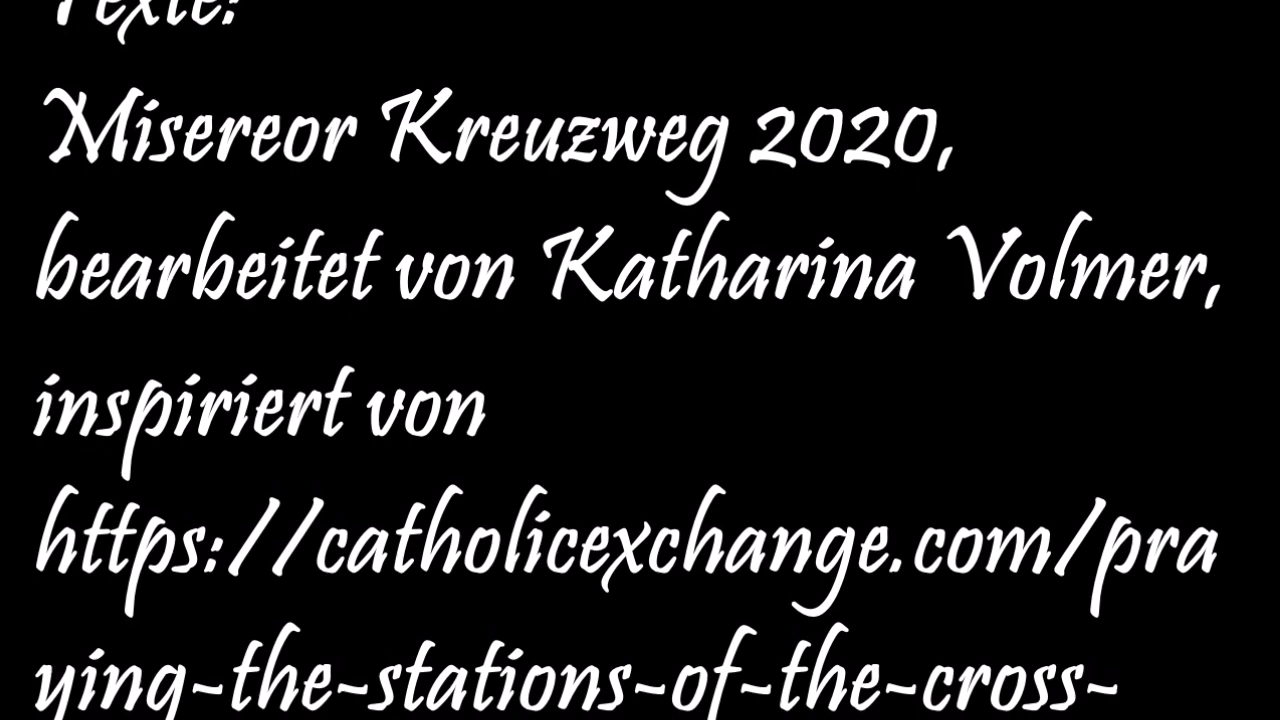 Texte:
Misereor Kreuzweg 2020,
bearbeitet von Katharina Volmer,
inspiriert von
https://catholicexchange.com/pra
ying-the-stations-of-the-cross-